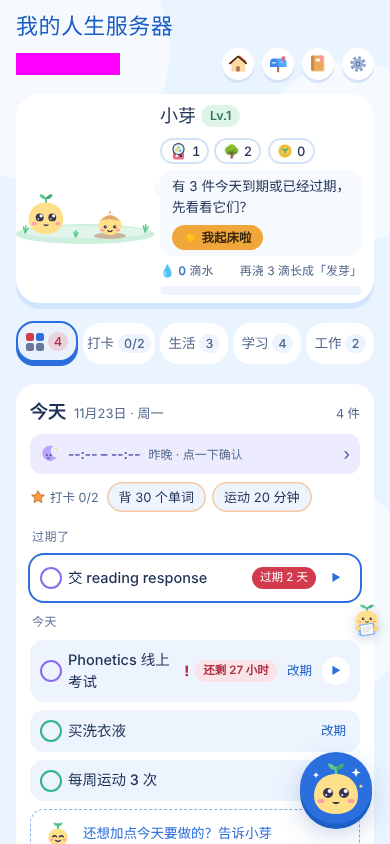 我的人生服务器
小芽 Lv.1
1 2 0
有 3 件今天到期或已经过期，
先看看它们？
我起床啦
0 滴水 再浇 3 滴长成「发芽」
4 打卡 0/2 生活 3 学习 4 工作 2
今天 11月23日 · 周一 4 件
--:-- – --:-- 昨晚 · 点一下确认 ›
打卡 0/2 背 30 个单词 运动 20 分钟
过期了
交 reading response 过期 2 天
今天
Phonetics 线上
考试 ! 还剩 27 小时 改期
买洗衣液 改期
每周运动 3 次
还想加点今天要做的？告诉小芽